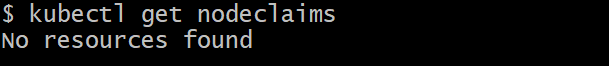 $ kubectl get nodeclaims
No resources found